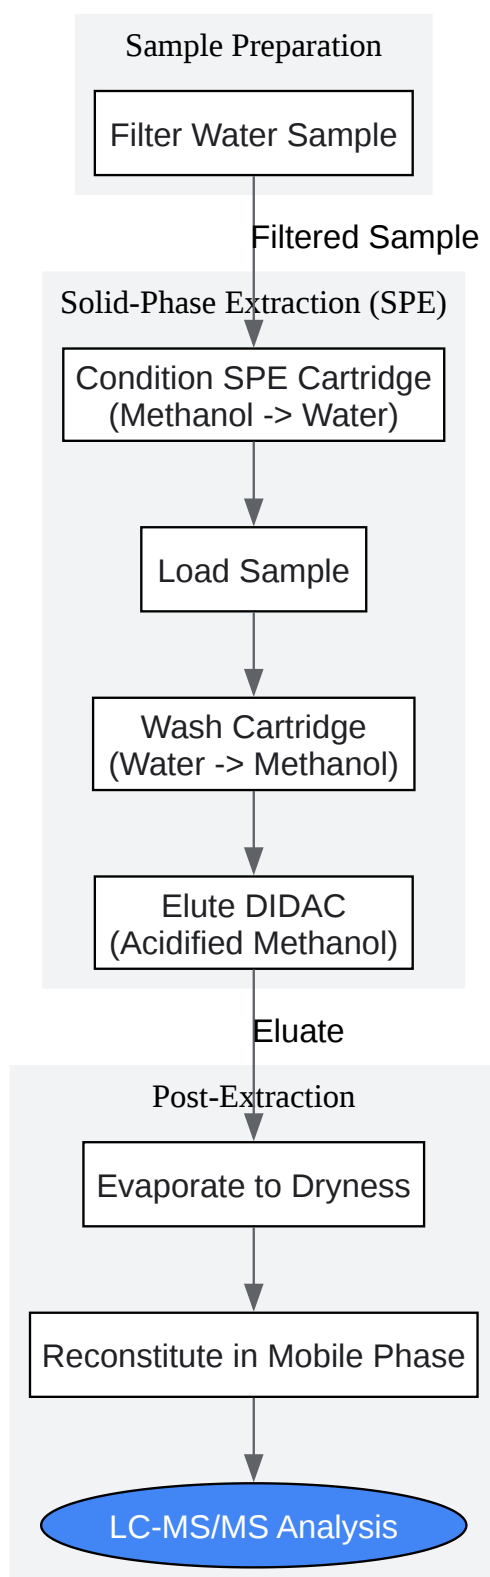 Sample Preparation
Filter Water Sample
Filtered Sample
Solid-Phase Extraction (SPE)
Condition SPE Cartridge
(Methanol -> Water)
Load Sample
Wash Cartridge
(Water -> Methanol)
Elute DIDAC
(Acidified Methanol)
Eluate
Post-Extraction
Evaporate to Dryness
Reconstitute in Mobile Phase
LC-MS/MS Analysis